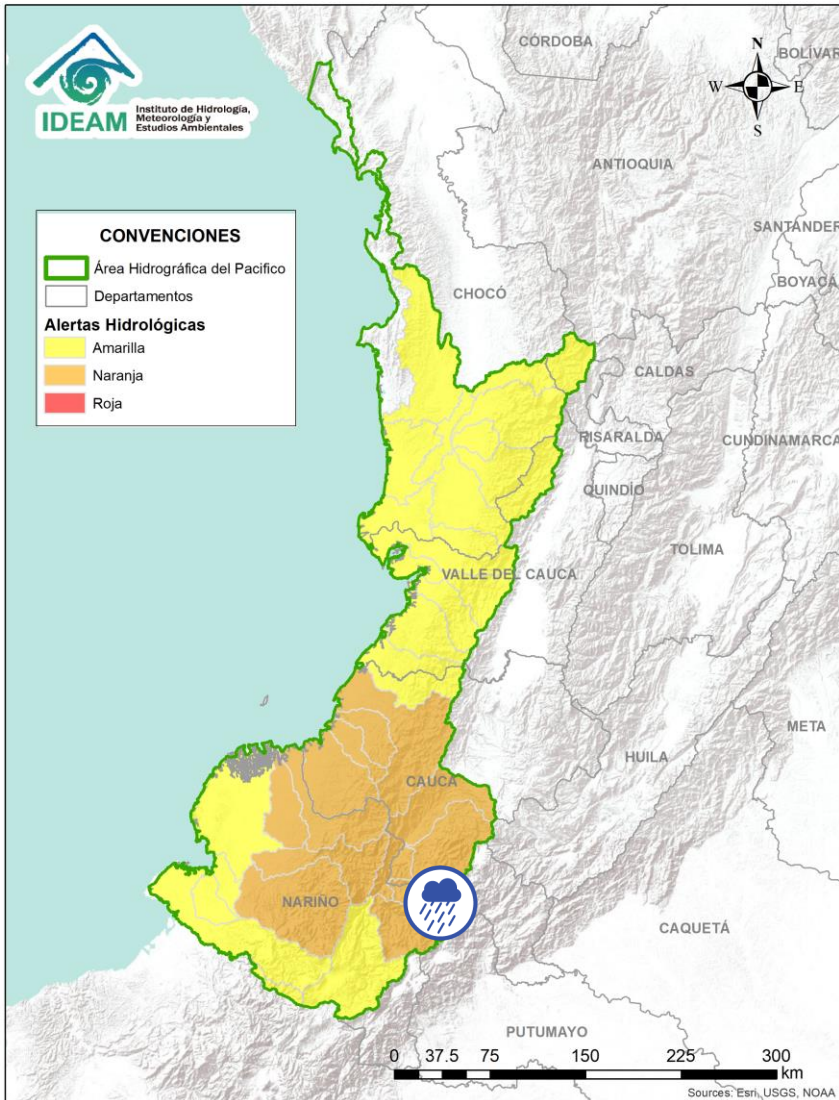 IDEAM
Instituto de Hidrología,
Meteorología y
Estudios Ambientales
CÓRDOBA
BOLÍVAR
N
W
E
S
ANTIOQUIA
SANTANDER
CONVENCIONES
Área Hidrográfica del Pacifico
Departamentos
Alertas Hidrológicas
Amarilla
Naranja
Roja
BOYACÁ
CHOCÓ
CALDAS
RISARALDA
CUNDINAMARCA
QUINDÍO
TOLIMA
VALLE DEL CAUCA
META
HUILA
CAUCA
NARIÑO
CAQUETÁ
PUTUMAYO
0 37.5 75 150 225 300
km
Sources: Esri, USGS, NOAA